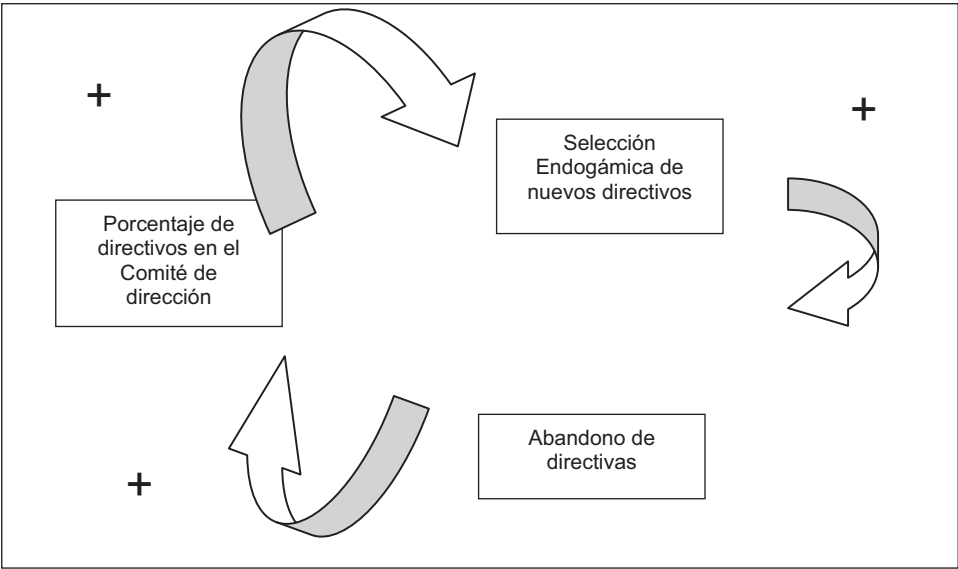 +
+
Selección
Endogámica de
nuevos directivos
Porcentaje de
directivos en el
Comité de
dirección
Abandono de
directivas
+